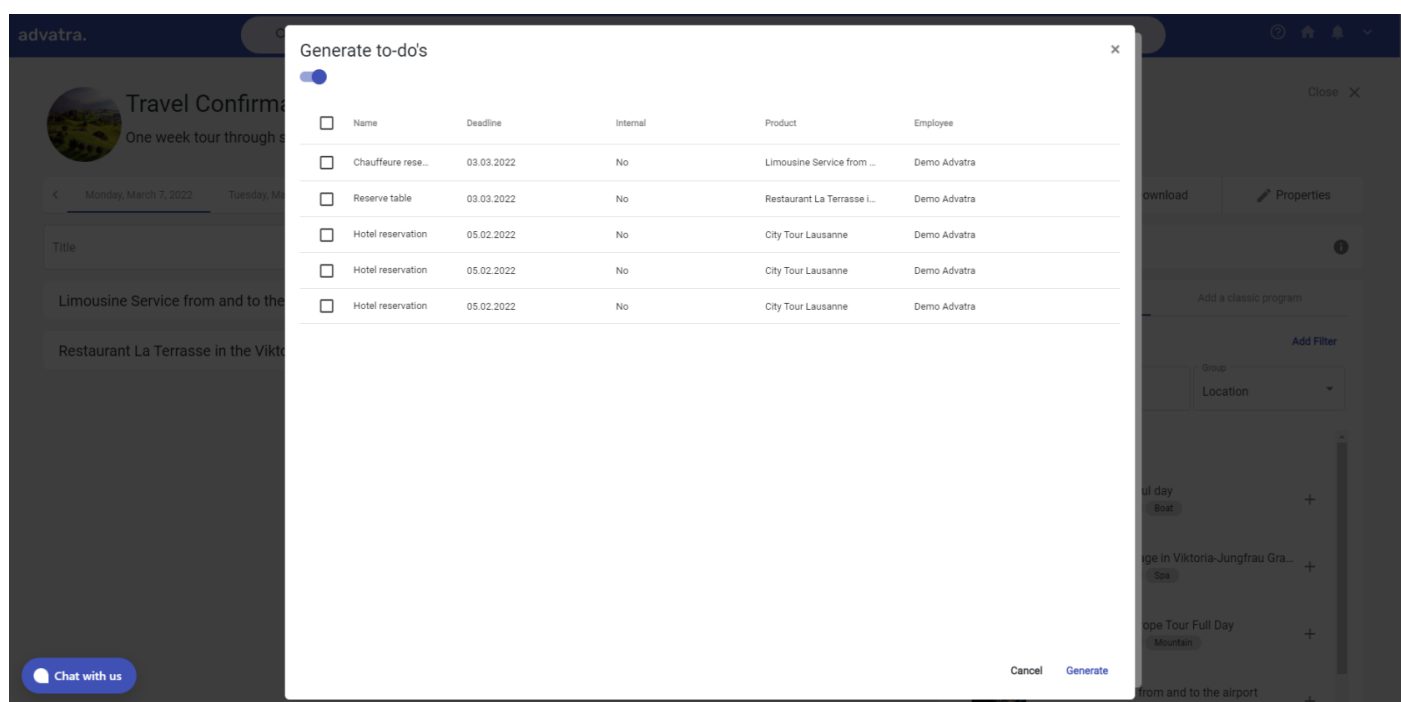 advatra.
Generate to-do's
×
Close
Travel Confirma
One week tour through s
Name Deadline Internal Product Employee
Chauffeure rese... 03.03.2022 No Limousine Service from ... Demo Advatra
Monday, March 7, 2022 Tuesday, Ma
ownload Properties
Reserve table 03.03.2022 No Restaurant La Terrasse i... Demo Advatra
Hotel reservation 05.02.2022 No City Tour Lausanne Demo Advatra
Title
Hotel reservation 05.02.2022 No City Tour Lausanne Demo Advatra
Limousine Service from and to the
Add a classic program
Hotel reservation 05.02.2022 No City Tour Lausanne Demo Advatra
Restaurant La Terrasse in the Vikto
Add Filter
Group
Location
ul day
Boat
age in Viktoria-Jungfrau Gra...
Spa
ope Tour Full Day
Mountain
Cancel Generate
Chat with us
from and to the airport